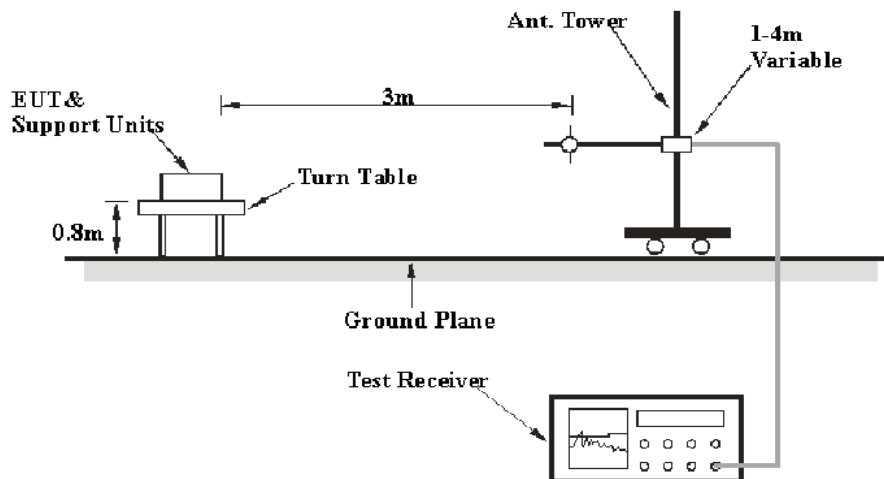 Ant. Tower
1-4m
Variable
3m
EUT &
Support Units
Turn Table
0.8m
Ground Plane
Test Receiver